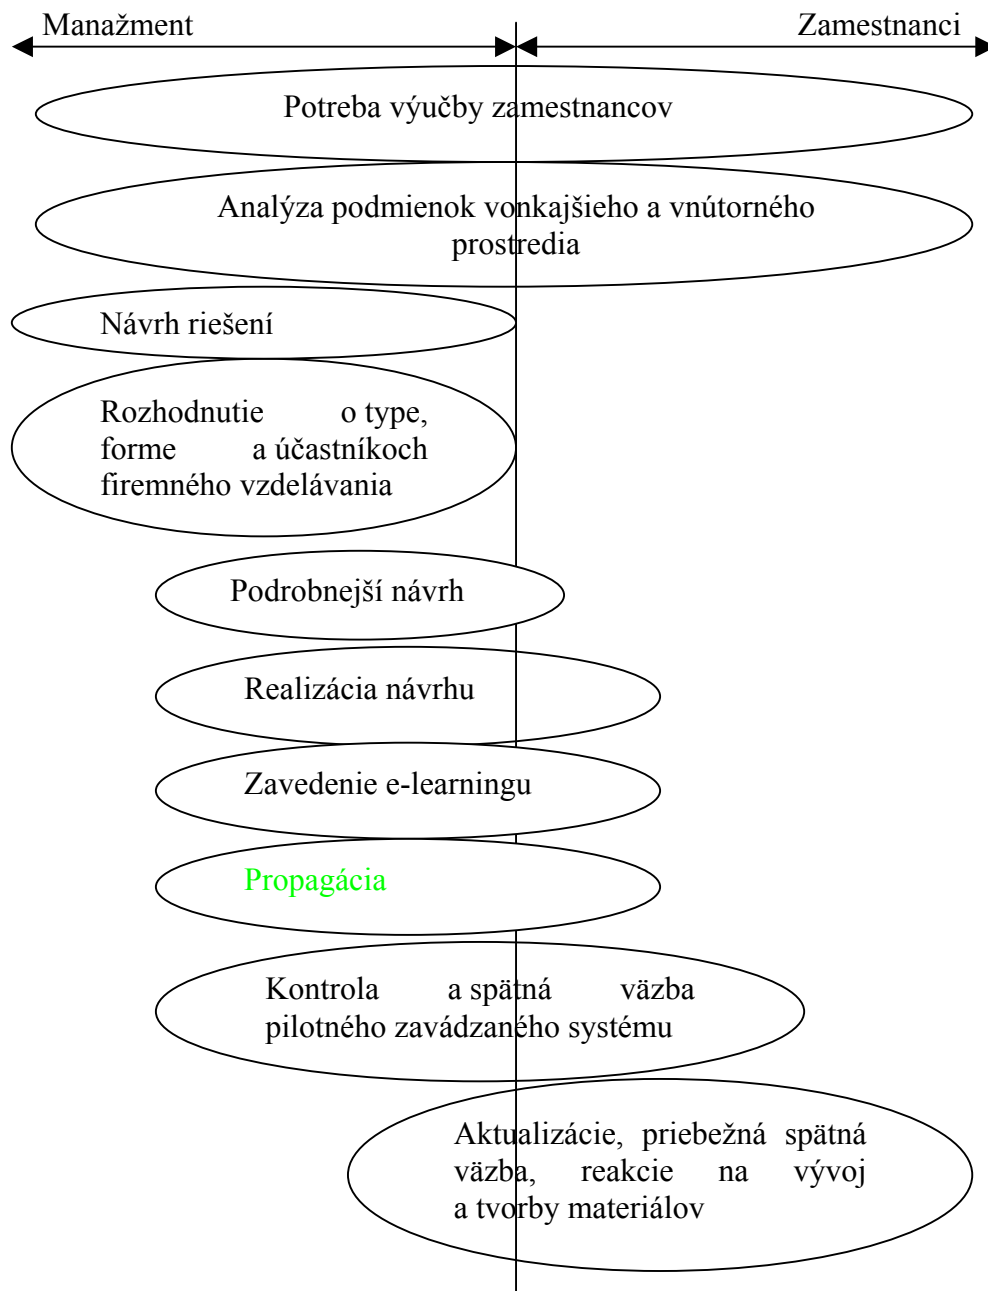 Manažment Zamestnanci
Potreba výučby zamestnancov
Analýza podmienok vonkajšieho a vnútorného
prostredia
Návrh riešení
Rozhodnutie o type,
forme a účastníkoch
firemného vzdelávania
Podrobnejší návrh
Realizácia návrhu
Zavedenie e-learningu
Propagácia
Kontrola a spätná väzba
pilotného zavádzaného systému
Aktualizácie, priebežná spätná
väzba, reakcie na vývoj
a tvorby materiálov